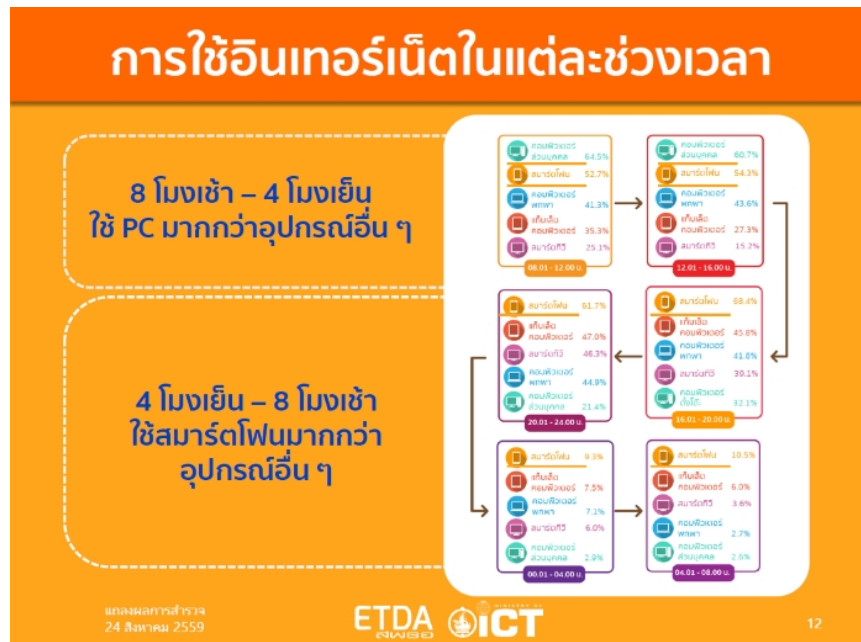 การใช้อินเทอร์เน็ตในแต่ละช่วงเวลา
8 โมงเช้า – 4 โมงเย็น
ใช้ PC มากกว่าอุปกรณ์อื่น ๆ
4 โมงเย็น – 8 โมงเช้า
ใช้สมาร์ตโฟนมากกว่า
อุปกรณ์อื่น ๆ
คอมพิวเตอร์
ส่วนบุคคล 64.5%
สมาร์ตโฟน 52.7%
คอมพิวเตอร์
พกพา 41.3%
แท็บเล็ต
คอมพิวเตอร์ 35.3%
สมาร์ตทีวี 25.1%
08.01 - 12.00 น.
คอมพิวเตอร์
ส่วนบุคคล 60.7%
สมาร์ตโฟน 54.3%
คอมพิวเตอร์
พกพา 43.6%
แท็บเล็ต
คอมพิวเตอร์ 27.3%
สมาร์ตทีวี 15.2%
12.01 - 16.00 น.
สมาร์ตโฟน 61.7%
แท็บเล็ต
คอมพิวเตอร์ 47.0%
สมาร์ตทีวี 46.3%
คอมพิวเตอร์
พกพา 44.9%
คอมพิวเตอร์
ส่วนบุคคล 21.4%
20.01 - 24.00 น.
สมาร์ตโฟน 68.4%
แท็บเล็ต
คอมพิวเตอร์ 45.8%
คอมพิวเตอร์
พกพา 41.8%
สมาร์ตทีวี 39.1%
คอมพิวเตอร์
ตั้งโต๊ะ 32.1%
16.01 - 20.00 น.
สมาร์ตโฟน 9.3%
แท็บเล็ต
คอมพิวเตอร์ 7.5%
คอมพิวเตอร์
พกพา 7.1%
สมาร์ตทีวี 6.0%
คอมพิวเตอร์
ส่วนบุคคล 2.9%
00.01 - 04.00 น.
สมาร์ตโฟน 10.5%
แท็บเล็ต
คอมพิวเตอร์ 6.0%
สมาร์ตทีวี 3.6%
คอมพิวเตอร์
พกพา 2.7%
คอมพิวเตอร์
ส่วนบุคคล
04.01 - 08.00 น.
แถลงผลการสำรวจ
24 สิงหาคม 2559
ETDA
สพธอ
ICT
12